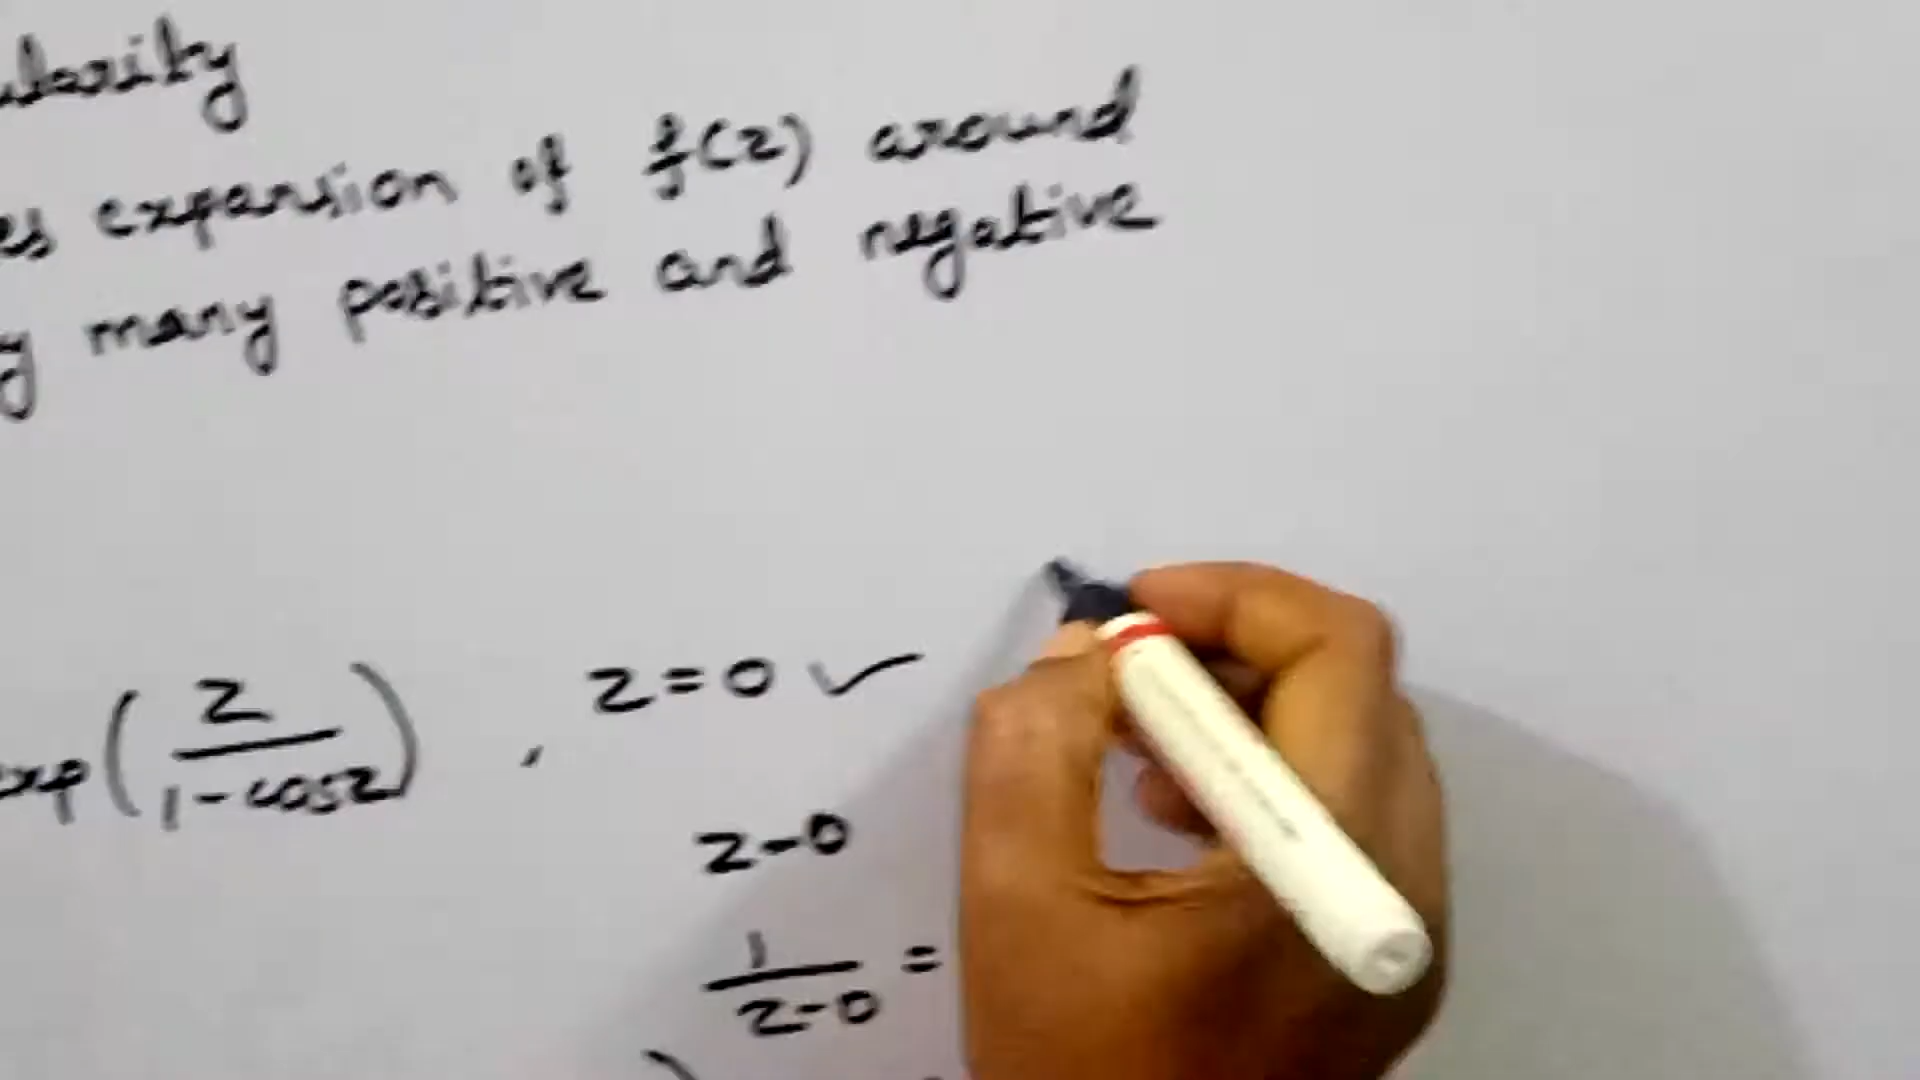 ularity
es expansion of f(z) around
y many positive and negative
exp(z/(1-cosz)) , z=0 ✓
z-0
1/(z-0) =